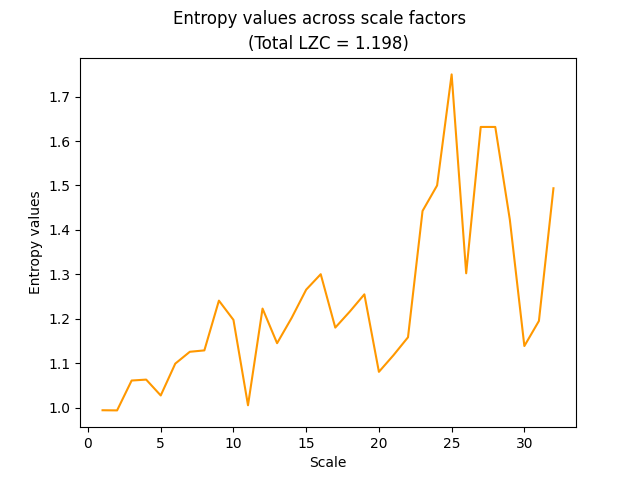 Entropy values across scale factors
(Total LZC = 1.198)
1.7
1.6
1.5
1.4
1.3
1.2
1.1
1.0
Entropy values
0 5 10 15 20 25 30
Scale